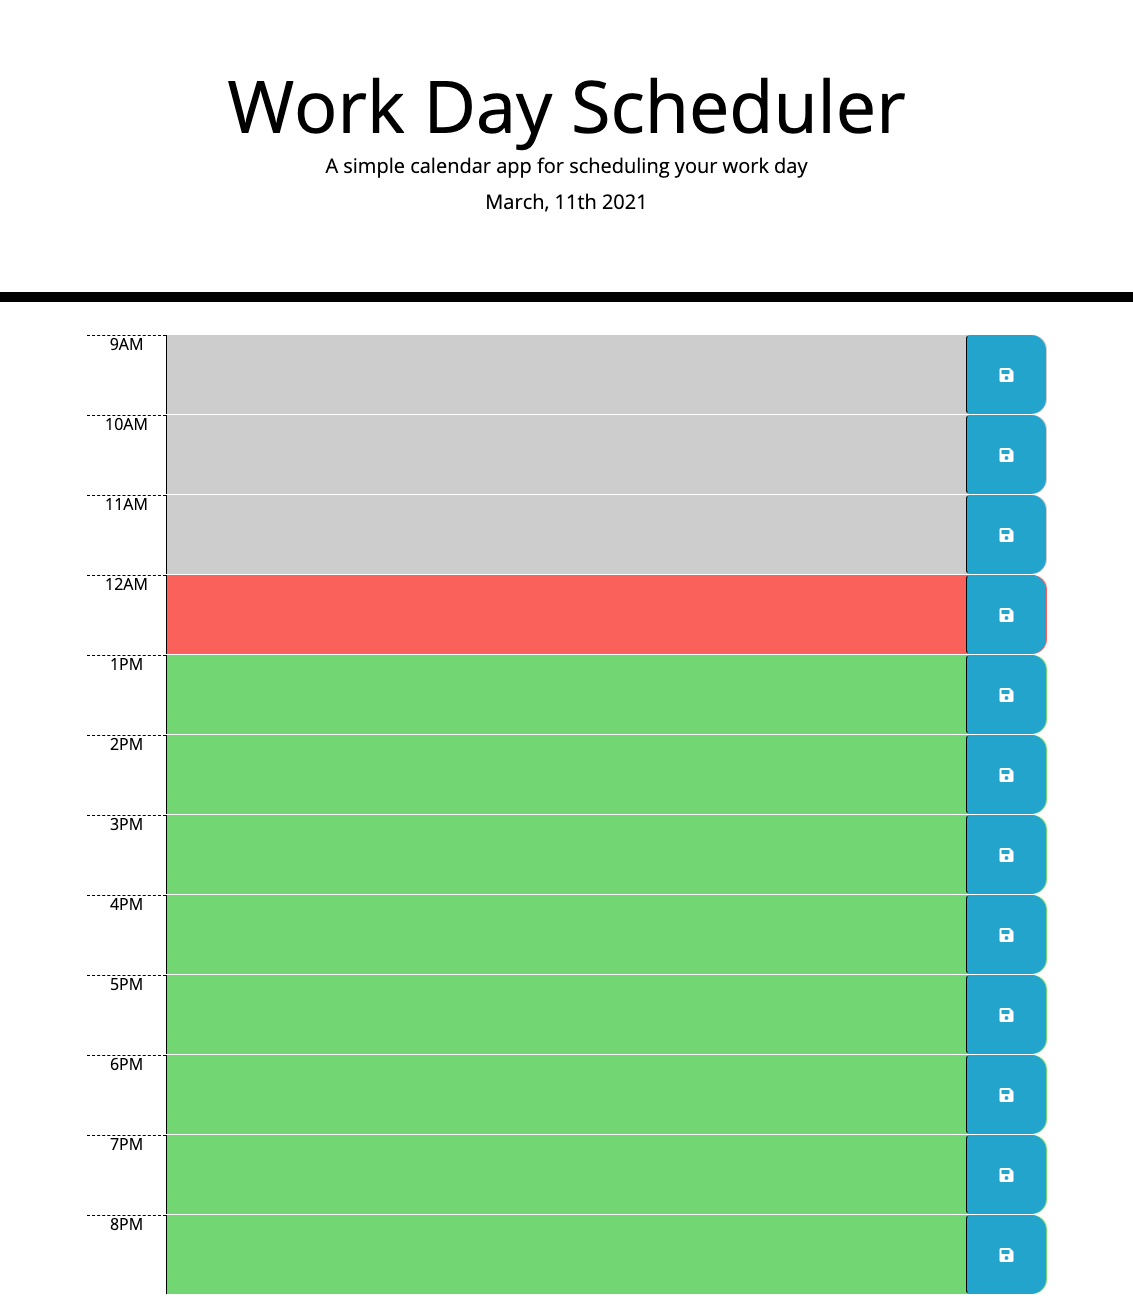 Work Day Scheduler
A simple calendar app for scheduling your work day
March, 11th 2021
9AM
10AM
11AM
12AM
1PM
2PM
3PM
4PM
5PM
6PM
7PM
8PM